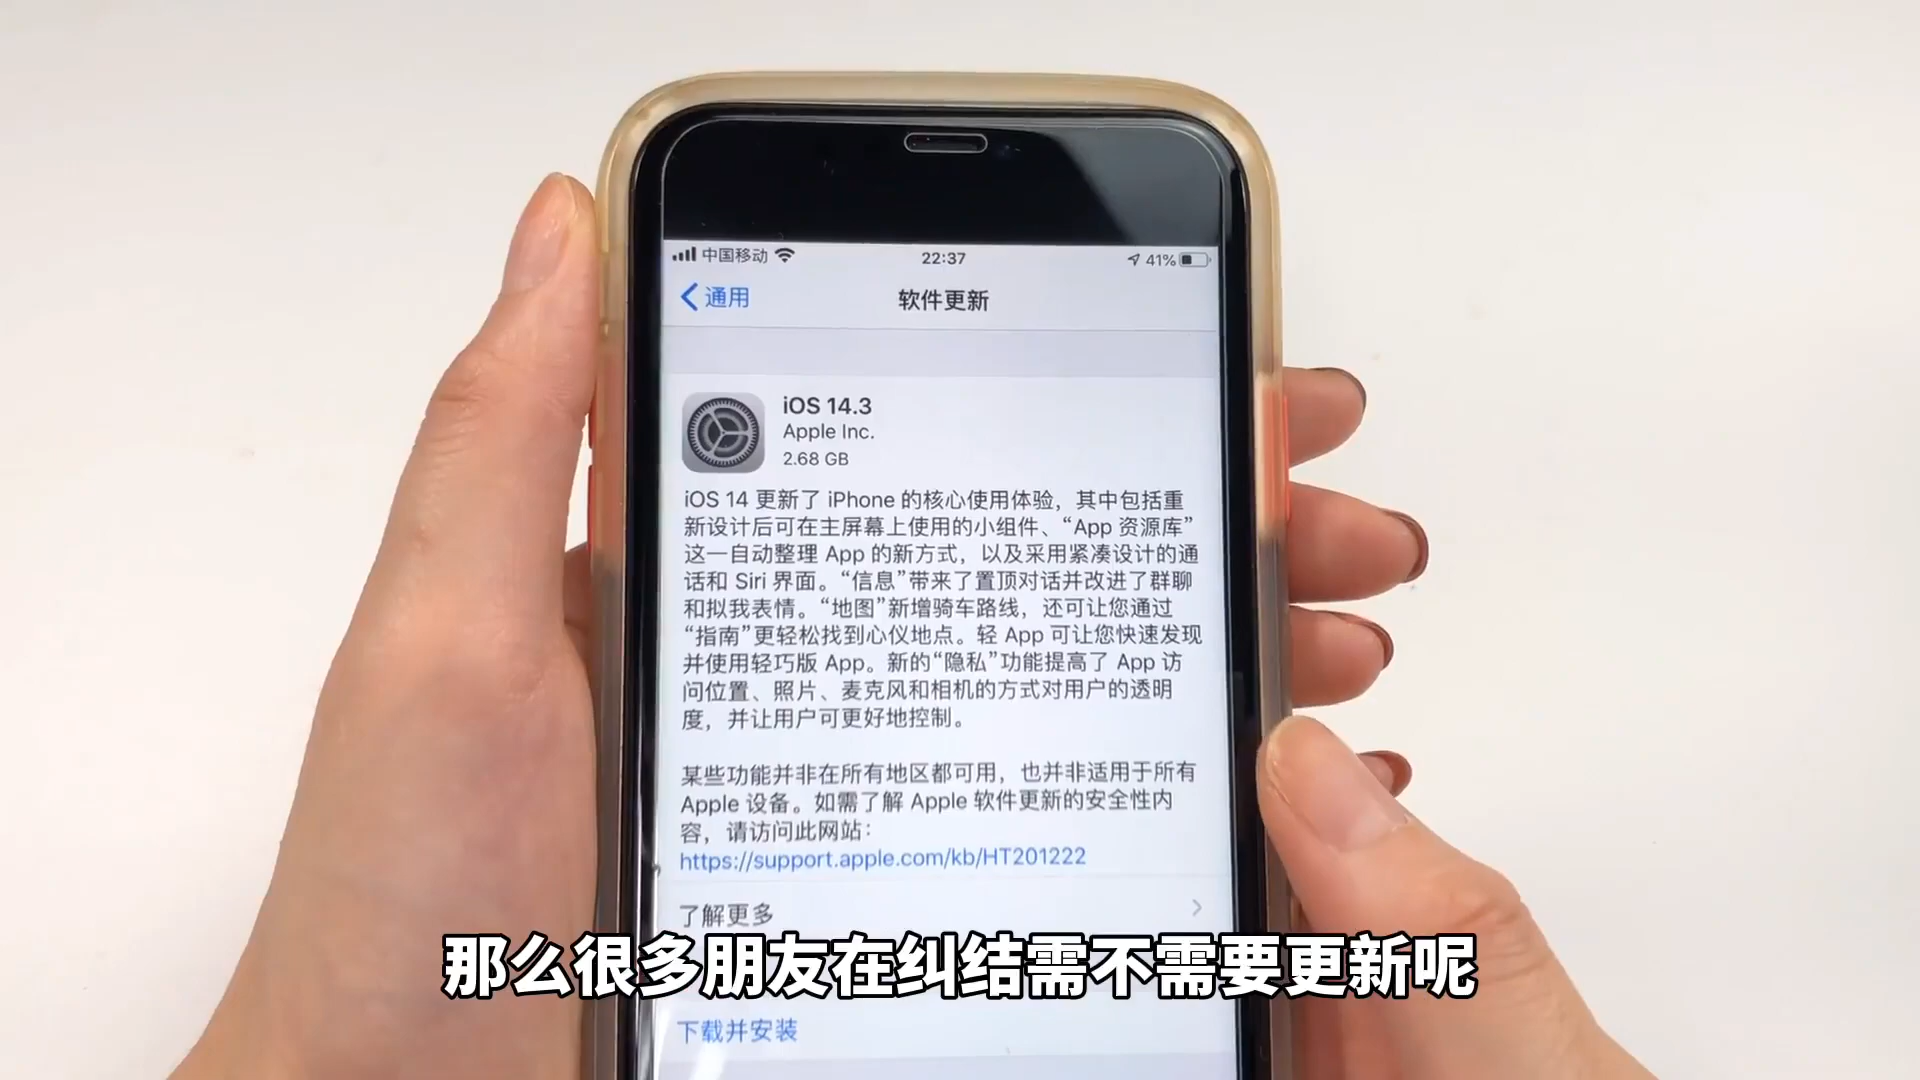 中国移动
22:37
41%
通用
软件更新
iOS 14.3
Apple Inc.
2.68 GB
iOS 14 更新了 iPhone 的核心使用体验，其中包括重
新设计后可在主屏幕上使用的小组件、“App 资源库”
这一自动整理 App 的新方式，以及采用紧凑设计的通
话和 Siri 界面。“信息”带来了置顶对话并改进了群聊
和拟我表情。“地图”新增骑车路线，还可让您通过
“指南”更轻松找到心仪地点。轻 App 可让您快速发现
并使用轻巧版 App。新的“隐私”功能提高了 App 访
问位置、照片、麦克风和相机的方式对用户的透明
度，并让用户可更好地控制。
某些功能并非在所有地区都可用，也并非适用于所有
Apple 设备。如需了解 Apple 软件更新的安全性内
容，请访问此网站：
https://support.apple.com/kb/HT201222
了解更多
那么很多朋友在纠结需不需要更新呢
下载并安装